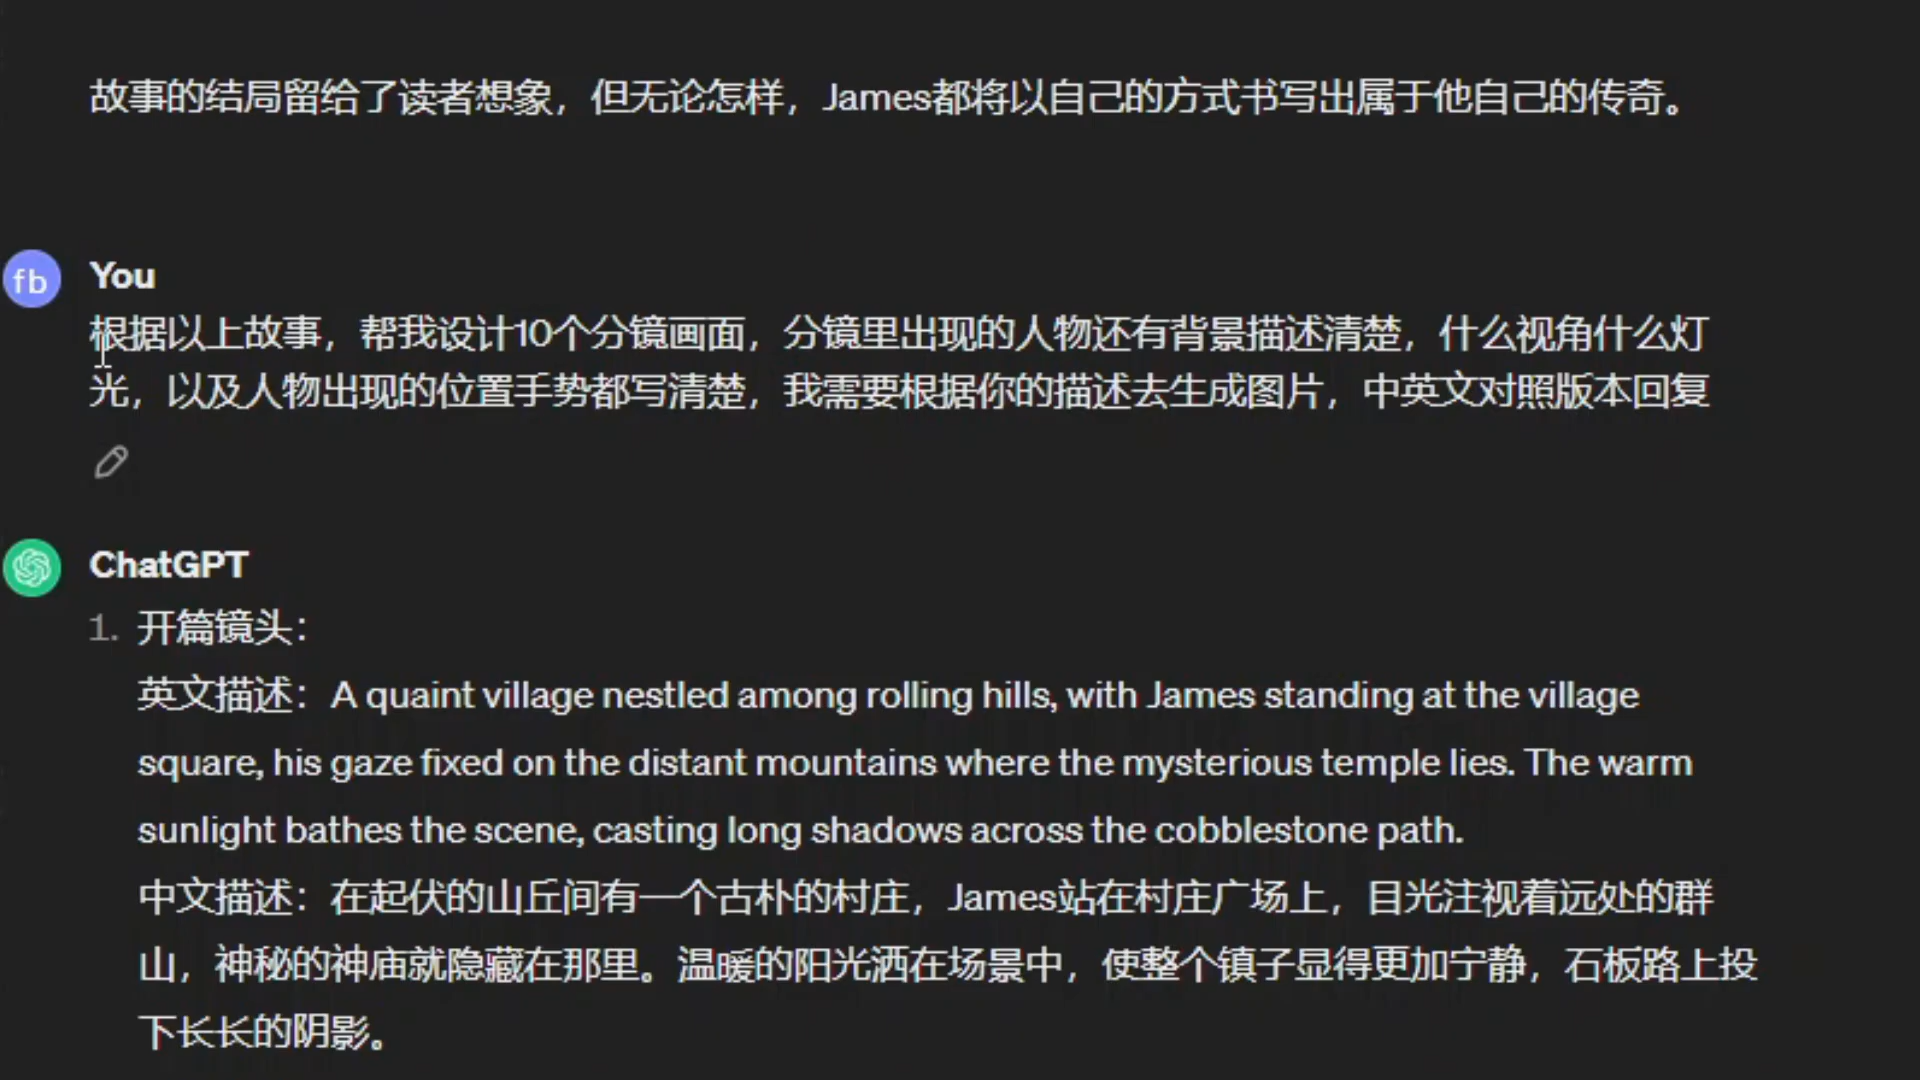 故事的结局留给了读者想象，但无论怎样，James都将以自己的方式书写出属于他自己的传奇。
fb
You
根据以上故事，帮我设计10个分镜画面，分镜里出现的人物还有背景描述清楚，什么视角什么灯
光，以及人物出现的位置手势都写清楚，我需要根据你的描述去生成图片，中英文对照版本回复
ChatGPT
1. 开篇镜头：
英文描述：A quaint village nestled among rolling hills, with James standing at the village
square, his gaze fixed on the distant mountains where the mysterious temple lies. The warm
sunlight bathes the scene, casting long shadows across the cobblestone path.
中文描述：在起伏的山丘间有一个古朴的村庄，James站在村庄广场上，目光注视着远处的群
山，神秘的神庙就隐藏在那里。温暖的阳光洒在场景中，使整个镇子显得更加宁静，石板路上投
下长长的阴影。